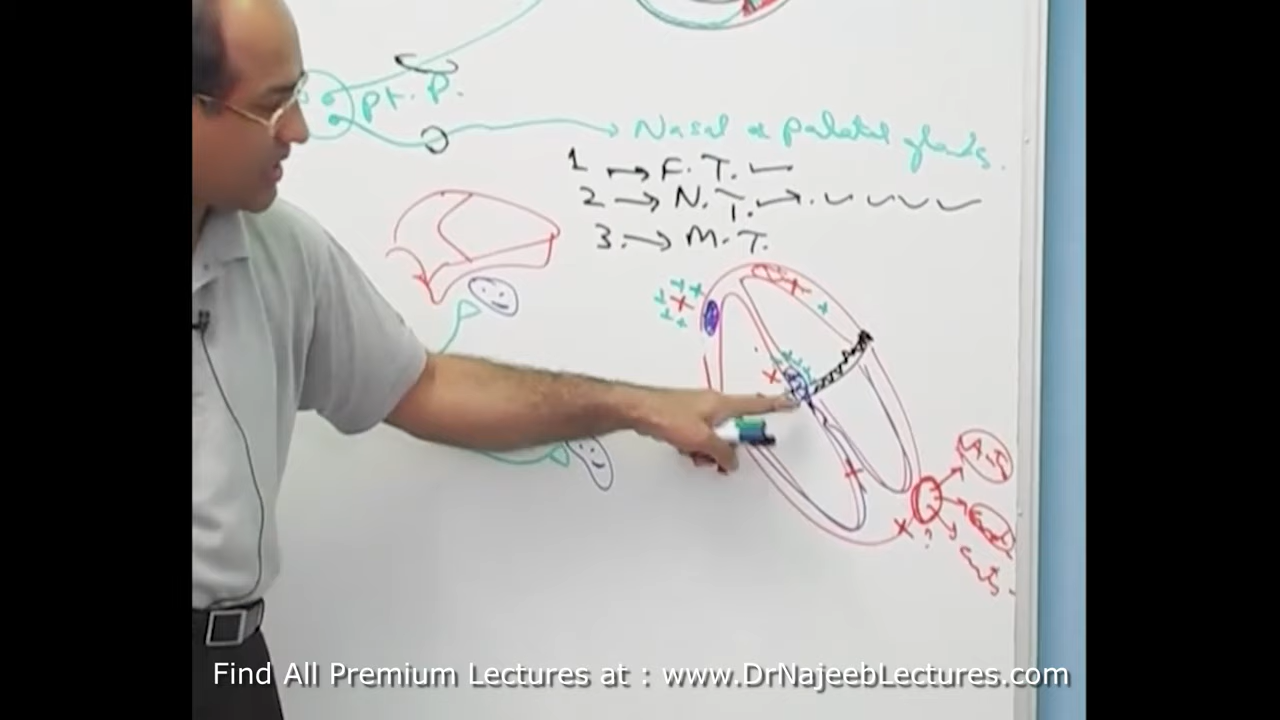 Pt. P.
→ Nasal & palatal glands.
1 → F. T.
2 → N. T. →
3. → M. T.
A.S
?
Find All Premium Lectures at : www.DrNajeebLectures.com